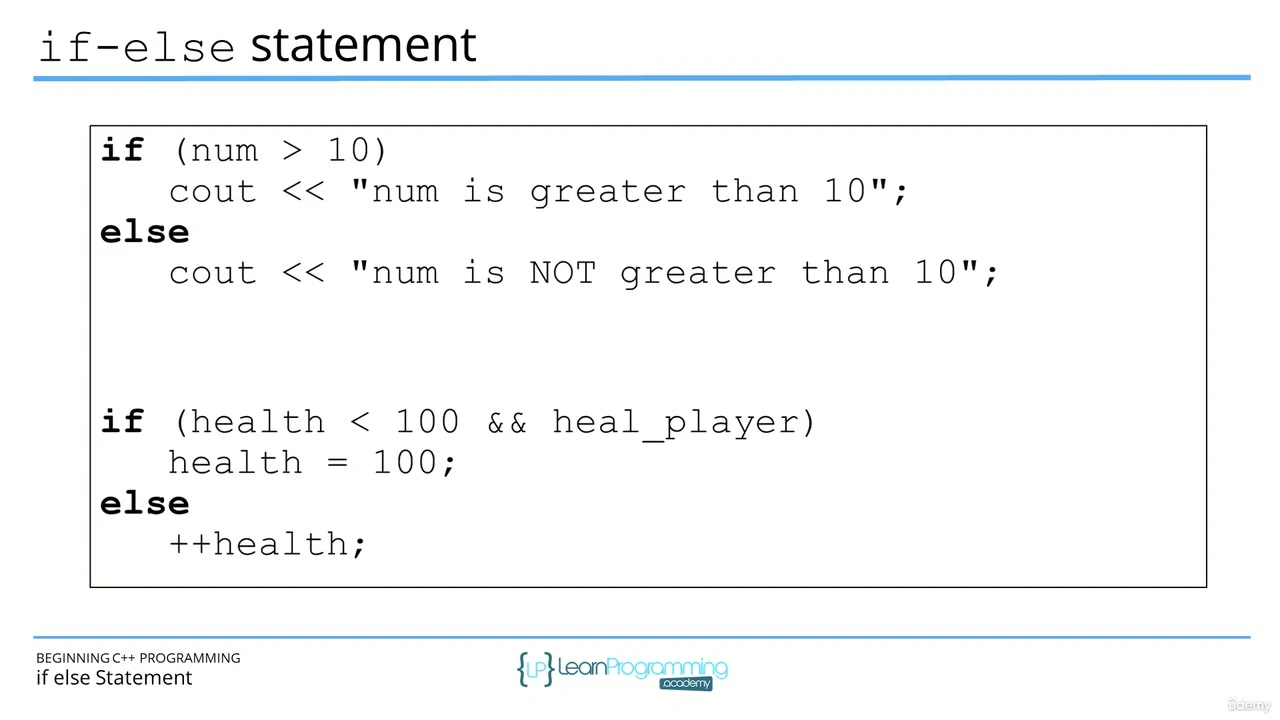 if-else statement
if (num > 10)
   cout << "num is greater than 10";
else
   cout << "num is NOT greater than 10";
if (health < 100 && heal_player)
   health = 100;
else
   ++health;
BEGINNING C++ PROGRAMMING
if else Statement
{LP} LearnProgramming
.academy
ûdemy